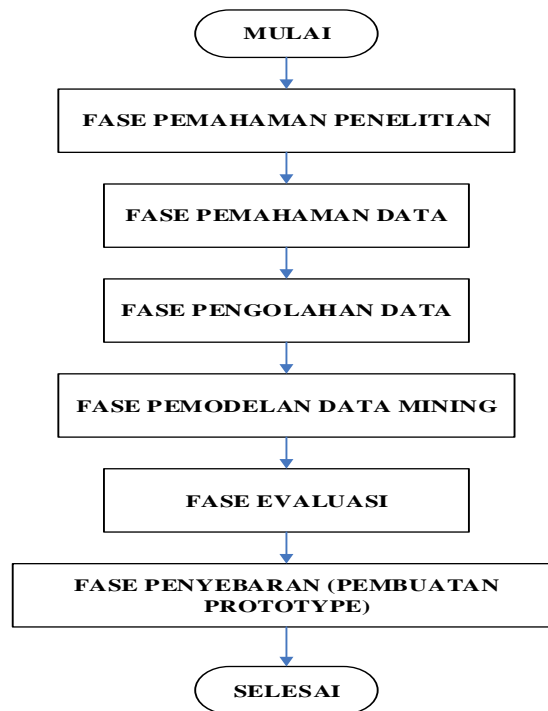 MULAI
FASE PEMAHAMAN PENELITIAN
FASE PEMAHAMAN DATA
FASE PENGOLAHAN DATA
FASE PEMODELAN DATA MINING
FASE EVALUASI
FASE PENYEBARAN (PEMBUATAN
PROTOTYPE)
SELESAI